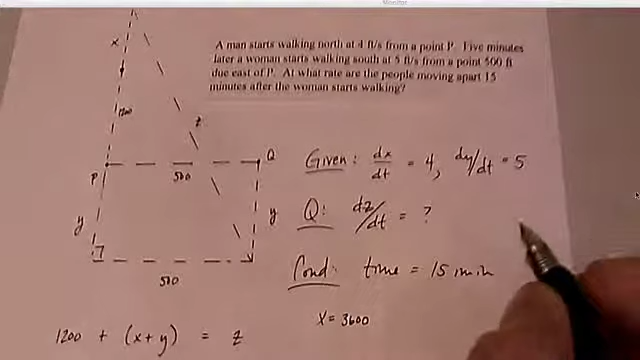 Monitor
A man starts walking north at 4 ft/s from a point P. Five minutes
later a woman starts walking south at 5 ft/s from a point 500 ft
due east of P. At what rate are the people moving apart 15
minutes after the woman starts walking?
x
1200
z
P
500
Q
y
y
500
Given: dx/dt = 4, dy/dt = 5
Q: dz/dt = ?
Cond: time = 15 min
x = 3600
1200 + (x+y) = z